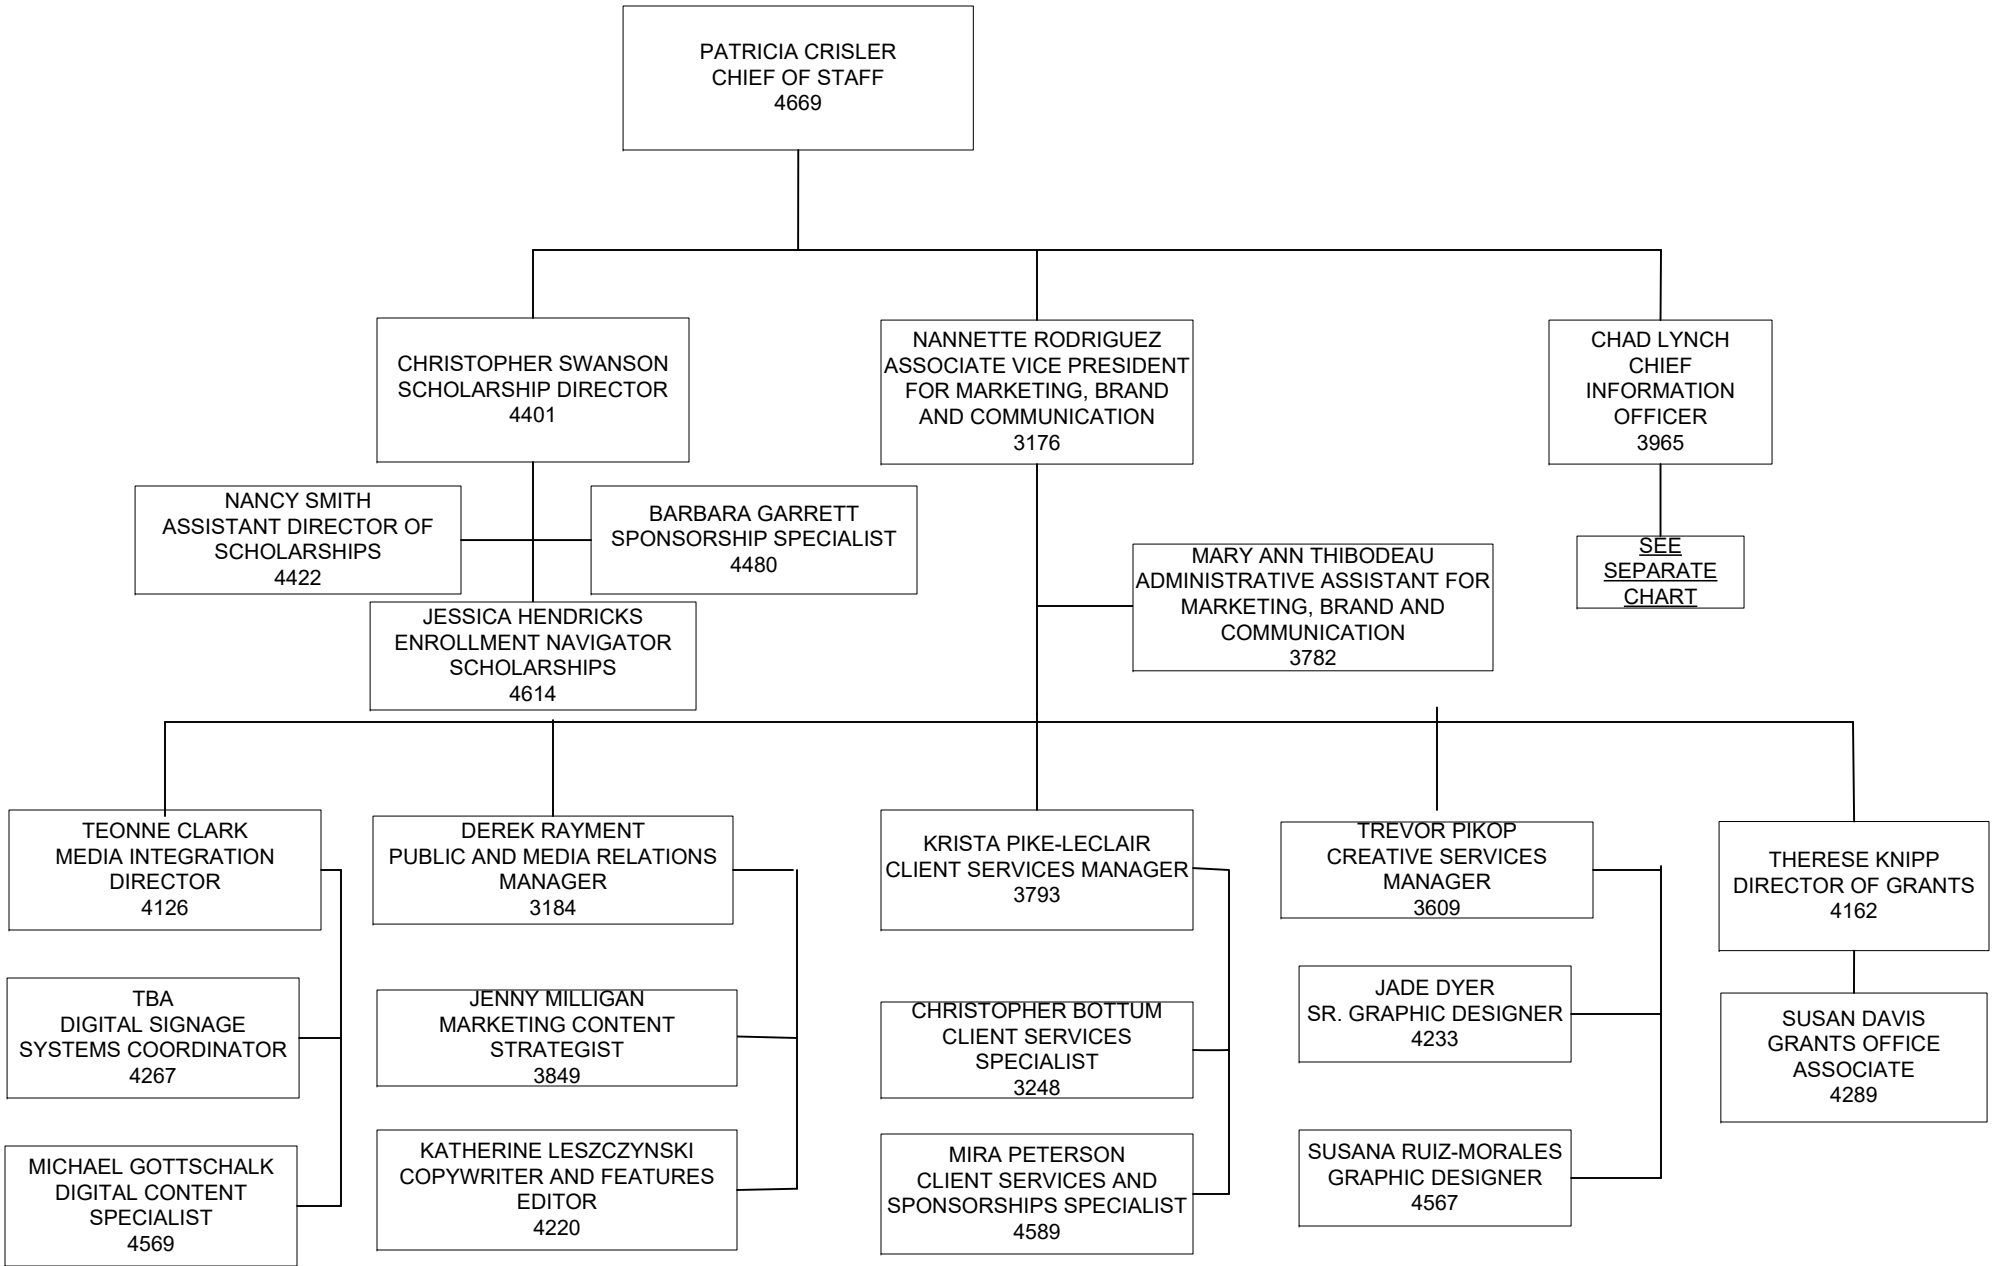 PATRICIA CRISLER
CHIEF OF STAFF
4669
CHRISTOPHER SWANSON
SCHOLARSHIP DIRECTOR
4401
NANNETTE RODRIGUEZ
ASSOCIATE VICE PRESIDENT
FOR MARKETING, BRAND
AND COMMUNICATION
3176
CHAD LYNCH
CHIEF
INFORMATION
OFFICER
3965
NANCY SMITH
ASSISTANT DIRECTOR OF
SCHOLARSHIPS
4422
BARBARA GARRETT
SPONSORSHIP SPECIALIST
4480
MARY ANN THIBODEAU
ADMINISTRATIVE ASSISTANT FOR
MARKETING, BRAND AND
COMMUNICATION
3782
SEE
SEPARATE
CHART
JESSICA HENDRICKS
ENROLLMENT NAVIGATOR
SCHOLARSHIPS
4614
TEONNE CLARK
MEDIA INTEGRATION
DIRECTOR
4126
DEREK RAYMENT
PUBLIC AND MEDIA RELATIONS
MANAGER
3184
KRISTA PIKE-LECLAIR
CLIENT SERVICES MANAGER
3793
TREVOR PIKOP
CREATIVE SERVICES
MANAGER
3609
THERESE KNIPP
DIRECTOR OF GRANTS
4162
TBA
DIGITAL SIGNAGE
SYSTEMS COORDINATOR
4267
JENNY MILLIGAN
MARKETING CONTENT
STRATEGIST
3849
CHRISTOPHER BOTTUM
CLIENT SERVICES
SPECIALIST
3248
JADE DYER
SR. GRAPHIC DESIGNER
4233
SUSAN DAVIS
GRANTS OFFICE
ASSOCIATE
4289
MICHAEL GOTTSCHALK
DIGITAL CONTENT
SPECIALIST
4569
KATHERINE LESZCZYNSKI
COPYWRITER AND FEATURES
EDITOR
4220
MIRA PETERSON
CLIENT SERVICES AND
SPONSORSHIPS SPECIALIST
4589
SUSANA RUIZ-MORALES
GRAPHIC DESIGNER
4567